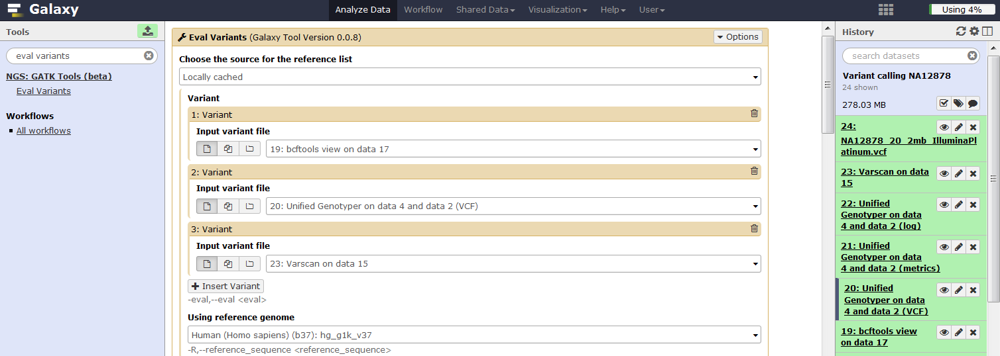 Galaxy
Analyze Data Workflow Shared Data Visualization Help User
Using 4%
Tools
eval variants
NGS: GATK Tools (beta)
Eval Variants
Workflows
All workflows
Eval Variants (Galaxy Tool Version 0.0.8)
Options
Choose the source for the reference list
Locally cached
Variant
1: Variant
Input variant file
19: bcftools view on data 17
2: Variant
Input variant file
20: Unified Genotyper on data 4 and data 2 (VCF)
3: Variant
Input variant file
23: Varscan on data 15
Insert Variant
-eval,--eval <eval>
Using reference genome
Human (Homo sapiens) (b37): hg_g1k_v37
-R,--reference_sequence <reference_sequence>
History
search datasets
Variant calling NA12878
24 shown
278.03 MB
24:
NA12878_20_2mb_IlluminaPl
atinum.vcf
23: Varscan on data
15
22: Unified
Genotyper on data
4 and data 2 (log)
21: Unified
Genotyper on data
4 and data 2 (metrics)
20: Unified
Genotyper on data
4 and data 2 (VCF)
19: bcftools view
on data 17